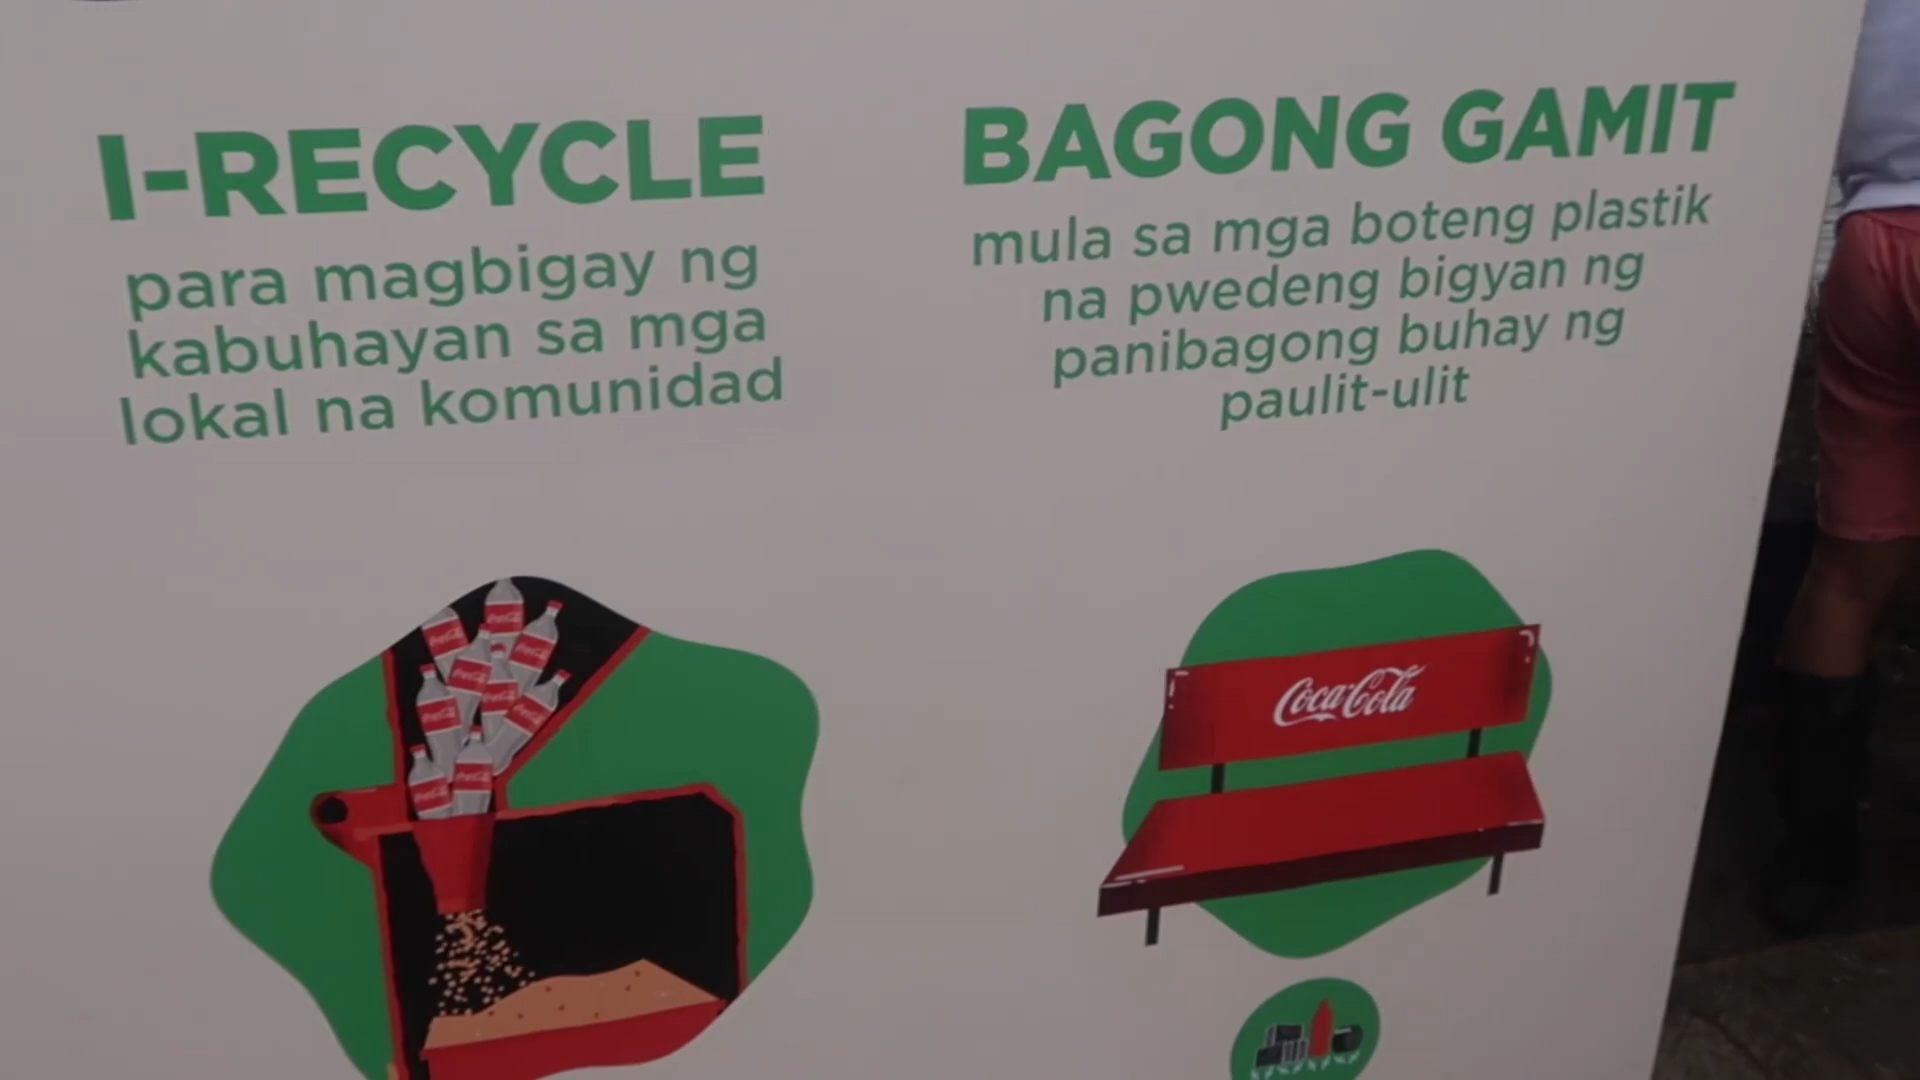 I-RECYCLE
para magbigay ng
kabuhayan sa mga
lokal na komunidad
BAGONG GAMIT
mula sa mga boteng plastik
na pwedeng bigyan ng
panibagong buhay ng
paulit-ulit
Coca-Cola